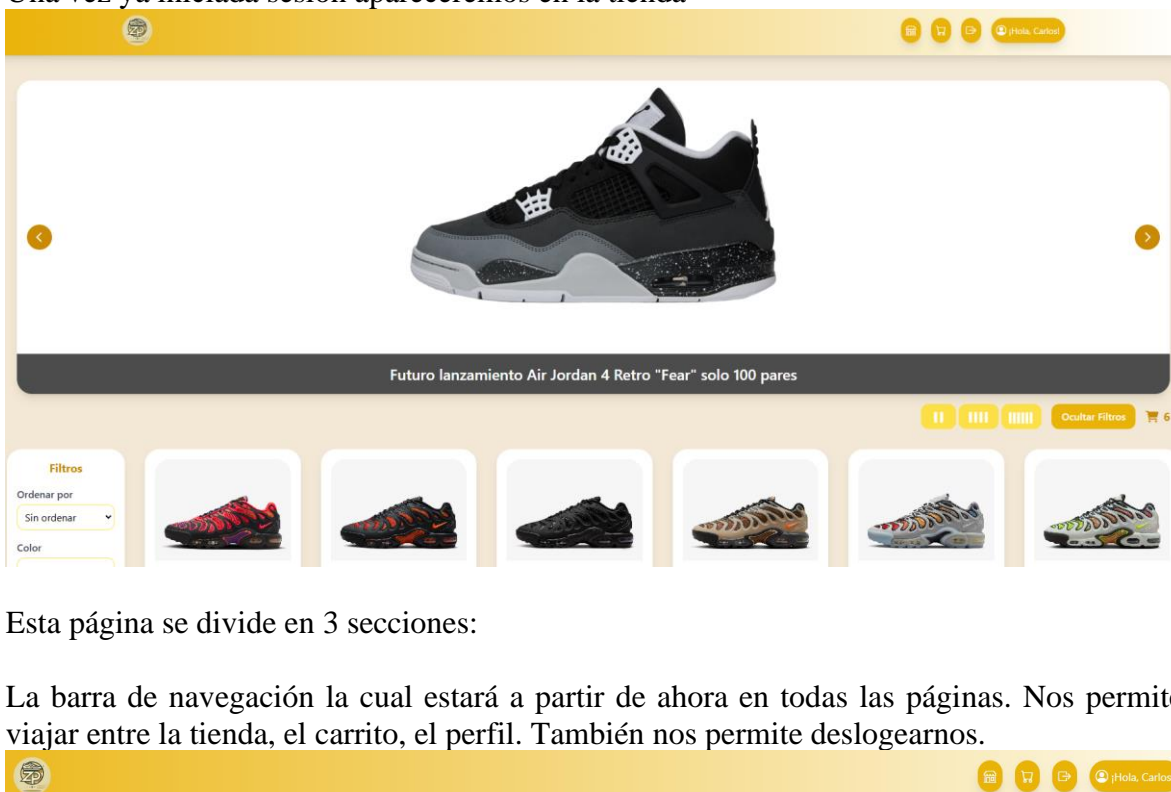 Una vez ya iniciada sesión apareceremos en la tienda
ZP
¡Hola, Carlos!
Futuro lanzamiento Air Jordan 4 Retro "Fear" solo 100 pares
Ocultar Filtros 6
Filtros
Ordenar por
Sin ordenar
Color
Esta página se divide en 3 secciones:
La barra de navegación la cual estará a partir de ahora en todas las páginas. Nos permite
viajar entre la tienda, el carrito, el perfil. También nos permite deslogearnos.
ZP
¡Hola, Carlos